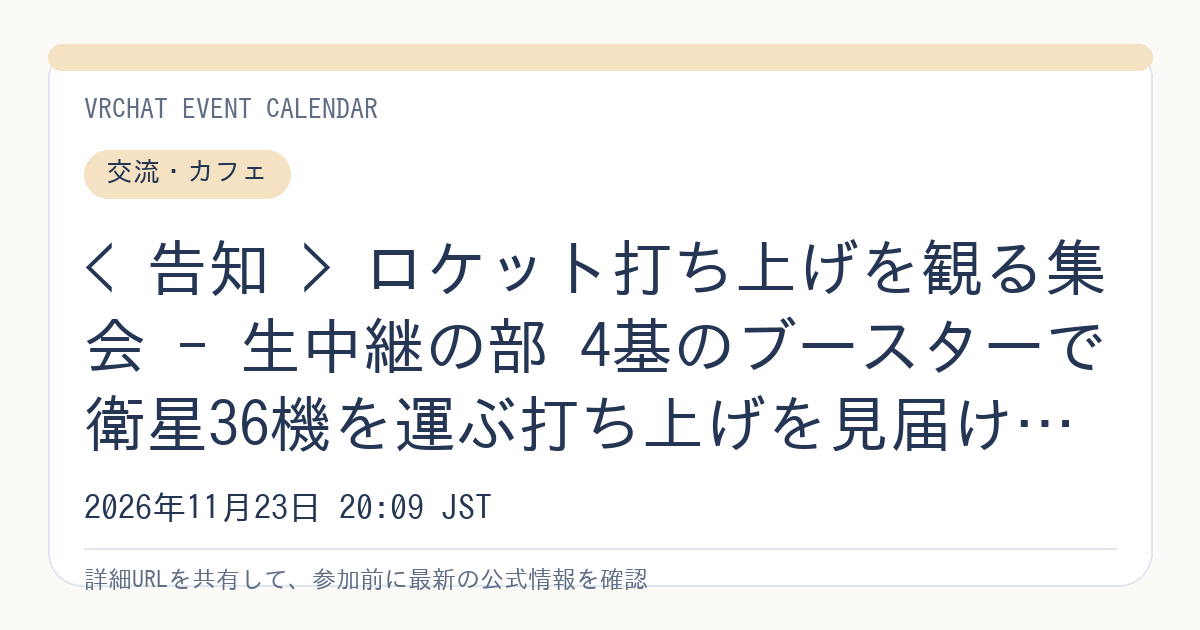 VRCHAT EVENT CALENDAR
交流・カフェ
< 告知 > ロケット打ち上げを観る集
会 - 生中継の部 4基のブースターで
衛星36機を運ぶ打ち上げを見届け…
2026年11月23日 20:09 JST
詳細URLを共有して、参加前に最新の公式情報を確認